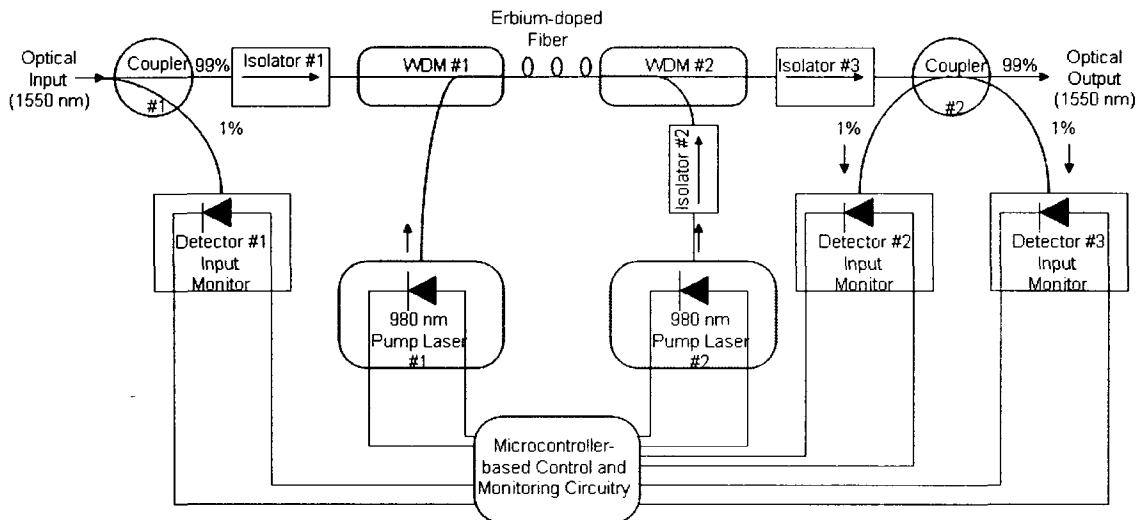 Erbium-doped
Fiber
Optical
Input
(1550 nm)
Coupler
#1
99%
1%
Isolator #1
WDM #1
WDM #2
Isolator #3
Coupler
#2
99%
Optical
Output
(1550 nm)
1%
1%
Isolator #2
Detector #1
Input
Monitor
Detector #2
Input
Monitor
Detector #3
Input
Monitor
980 nm
Pump Laser
#1
980 nm
Pump Laser
#2
Microcontroller-
based Control and
Monitoring Circuitry